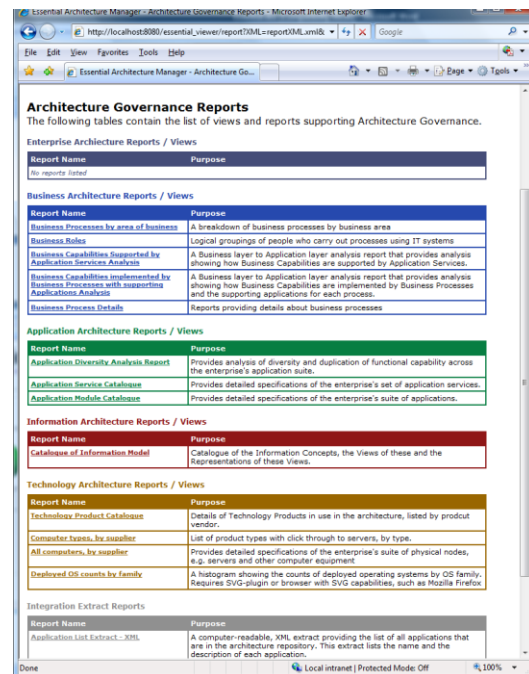 Essential Architecture Manager - Architecture Governance Reports - Microsoft Internet Explorer
http://localhost:8080/essential_viewer/report?XML=reportXML.xml&
Google
File Edit View Favorites Tools Help
Essential Architecture Manager - Architecture Go...
Page Tools
Architecture Governance Reports
The following tables contain the list of views and reports supporting Architecture Governance.
Enterprise Archiecture Reports / Views
Report Name Purpose
No reports listed
Business Architecture Reports / Views
Report Name Purpose
Business Processes by area of business A breakdown of business processes by business area
Business Roles Logical groupings of people who carry out processes using IT systems
Business Capabilities Supported by A Business layer to Application layer analysis report that provides analysis
Application Services Analysis showing how Business Capabilities are supported by Application Services.
Business Capabilities implemented by A Business layer to Application layer analysis report that provides analysis
Business Processes with supporting showing how Business Capabilities are implemented by Business Processes
Applications Analysis and the supporting applications for each process.
Business Process Details Reports providing details about business processes
Application Architecture Reports / Views
Report Name Purpose
Application Diversity Analysis Report Provides analysis of diversity and duplication of functional capability across
the enterprise's application suite.
Application Service Catalogue Provides detailed specifications of the enterprise's set of application services.
Application Module Catalogue Provides detailed specifications of the enterprise's suite of applications.
Information Architecture Reports / Views
Report Name Purpose
Catalogue of Information Model Catalogue of the Information Concepts, the Views of these and the
Representations of these Views.
Technology Architecture Reports / Views
Report Name Purpose
Technology Product Catalogue Details of Technology Products in use in the architecture, listed by prodcut
vendor.
Computer types, by supplier List of product types with click through to servers, by type.
All computers, by supplier Provides detailed specifications of the enterprise's suite of physical nodes,
e.g. servers and other computer equipment
Deployed OS counts by family A histogram showing the counts of deployed operating systems by OS family.
Requires SVG-plugin or browser with SVG capabilities, such as Mozilla Firefox
Integration Extract Reports
Report Name Purpose
Application List Extract - XML A computer-readable, XML extract providing the list of all applications that
are in the architecture repository. This extract lists the name and the
description of each application.
Done Local intranet | Protected Mode: Off 100%